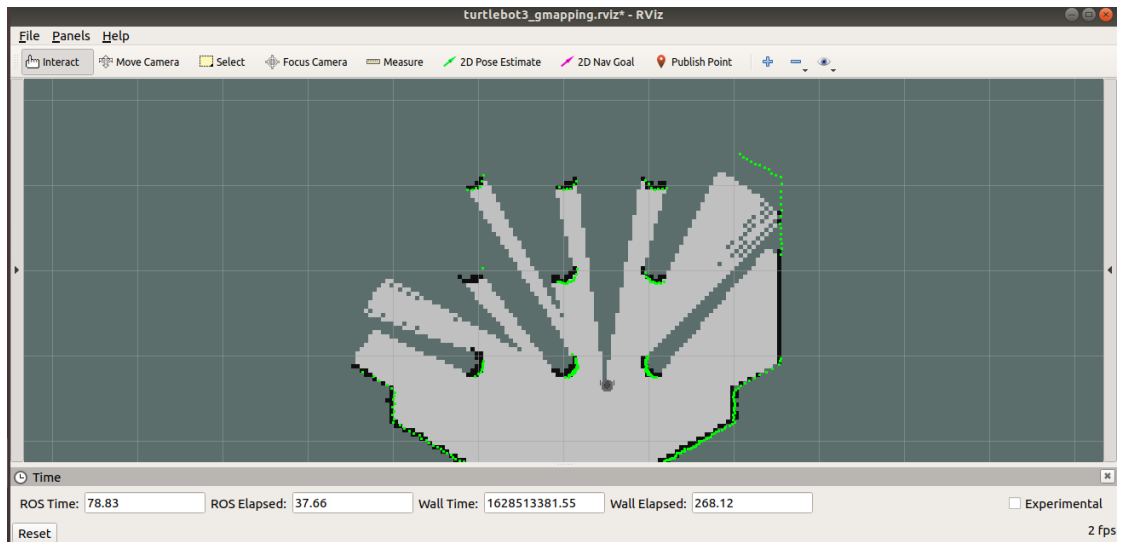 turtlebot3_gmapping.rviz* - RViz
File Panels Help
Interact Move Camera Select Focus Camera Measure 2D Pose Estimate 2D Nav Goal Publish Point
Time
ROS Time: 78.83 ROS Elapsed: 37.66 Wall Time: 1628513381.55 Wall Elapsed: 268.12 Experimental
Reset 2 fps